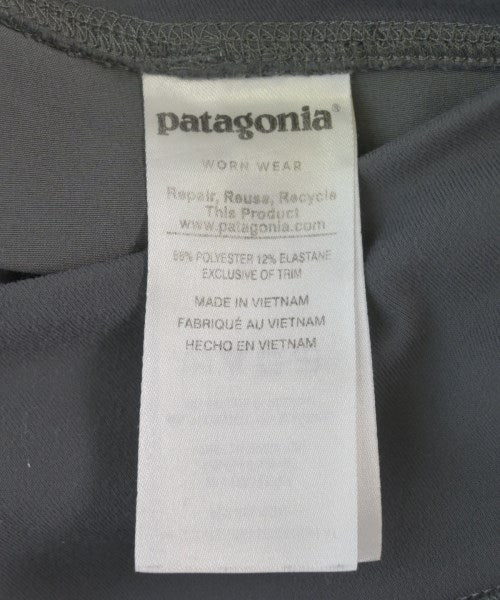 patagonia®
WORN WEAR
Repair, Reuse, Recycle
This Product
www.patagonia.com
88% POLYESTER 12% ELASTANE
EXCLUSIVE OF TRIM
MADE IN VIETNAM
FABRIQUÉ AU VIETNAM
HECHO EN VIETNAM